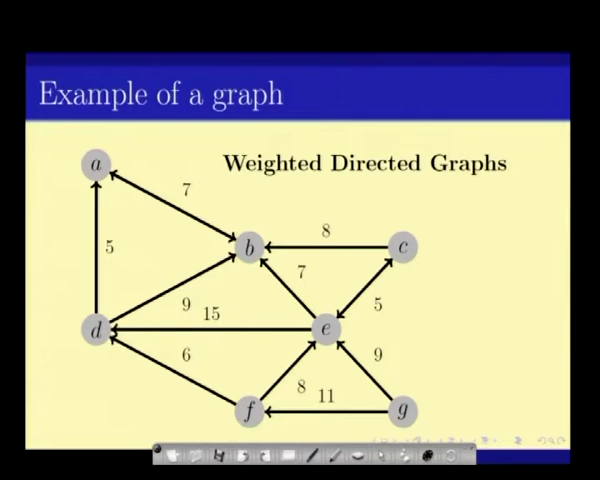 Example of a graph
Weighted Directed Graphs
a
7
8
5
b
c
7
9
15
5
d
e
6
9
8
11
f
g